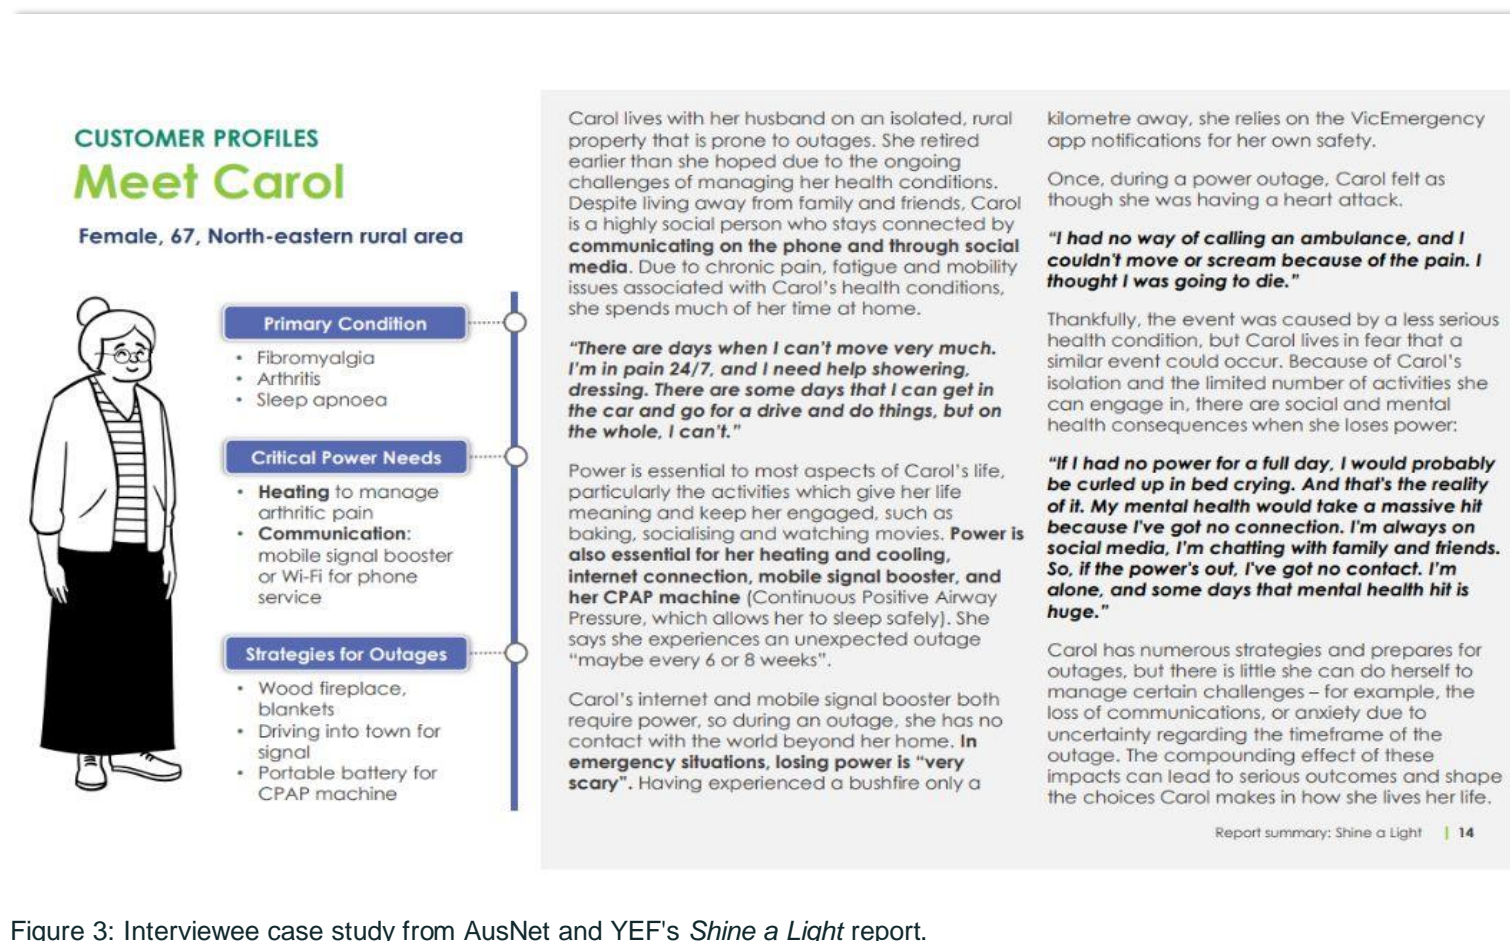 CUSTOMER PROFILES
Meet Carol
Female, 67, North-eastern rural area
Primary Condition
• Fibromyalgia
• Arthritis
• Sleep apnoea
Critical Power Needs
• Heating to manage
arthritic pain
• Communication:
mobile signal booster
or Wi-Fi for phone
service
Strategies for Outages
• Wood fireplace,
blankets
• Driving into town for
signal
• Portable battery for
CPAP machine
Carol lives with her husband on an isolated, rural
property that is prone to outages. She retired
earlier than she hoped due to the ongoing
challenges of managing her health conditions.
Despite living away from family and friends, Carol
is a highly social person who stays connected by
communicating on the phone and through social
media. Due to chronic pain, fatigue and mobility
issues associated with Carol's health conditions,
she spends much of her time at home.
"There are days when I can't move very much.
I'm in pain 24/7, and I need help showering,
dressing. There are some days that I can get in
the car and go for a drive and do things, but on
the whole, I can't."
Power is essential to most aspects of Carol's life,
particularly the activities which give her life
meaning and keep her engaged, such as
baking, socialising and watching movies. Power is
also essential for her heating and cooling,
internet connection, mobile signal booster, and
her CPAP machine (Continuous Positive Airway
Pressure, which allows her to sleep safely). She
says she experiences an unexpected outage
"maybe every 6 or 8 weeks".
Carol's internet and mobile signal booster both
require power, so during an outage, she has no
contact with the world beyond her home. In
emergency situations, losing power is "very
scary". Having experienced a bushfire only a
kilometre away, she relies on the VicEmergency
app notifications for her own safety.
Once, during a power outage, Carol felt as
though she was having a heart attack.
"I had no way of calling an ambulance, and I
couldn't move or scream because of the pain. I
thought I was going to die."
Thankfully, the event was caused by a less serious
health condition, but Carol lives in fear that a
similar event could occur. Because of Carol's
isolation and the limited number of activities she
can engage in, there are social and mental
health consequences when she loses power:
"If I had no power for a full day, I would probably
be curled up in bed crying. And that's the reality
of it. My mental health would take a massive hit
because I've got no connection. I'm always on
social media, I'm chatting with family and friends.
So, if the power's out, I've got no contact. I'm
alone, and some days that mental health hit is
huge."
Carol has numerous strategies and prepares for
outages, but there is little she can do herself to
manage certain challenges – for example, the
loss of communications, or anxiety due to
uncertainty regarding the timeframe of the
outage. The compounding effect of these
impacts can lead to serious outcomes and shape
the choices Carol makes in how she lives her life.
Report summary: Shine a Light | 14
Figure 3: Interviewee case study from AusNet and YEF's Shine a Light report.